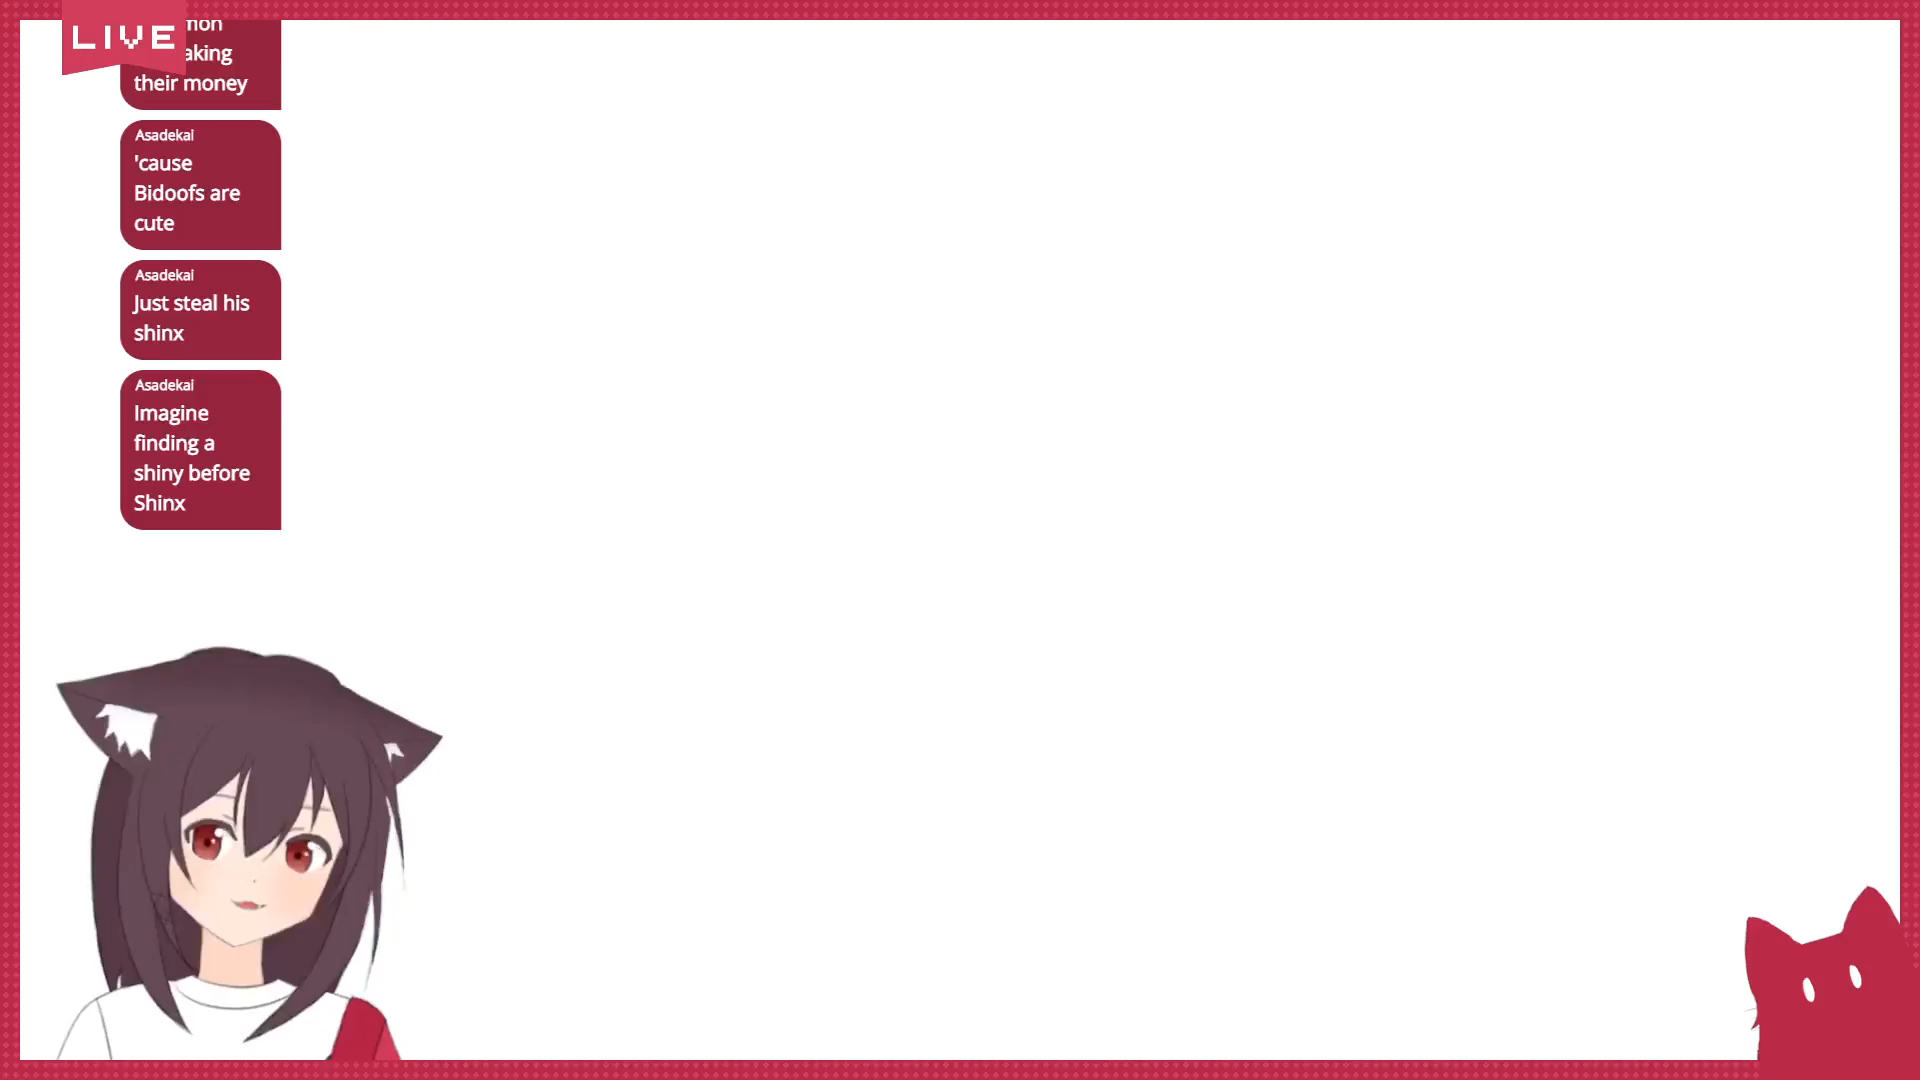 LIVE
their money
Asadekai
'cause
Bidoofs are
cute
Asadekai
Just steal his
shinx
Asadekai
Imagine
finding a
shiny before
Shinx